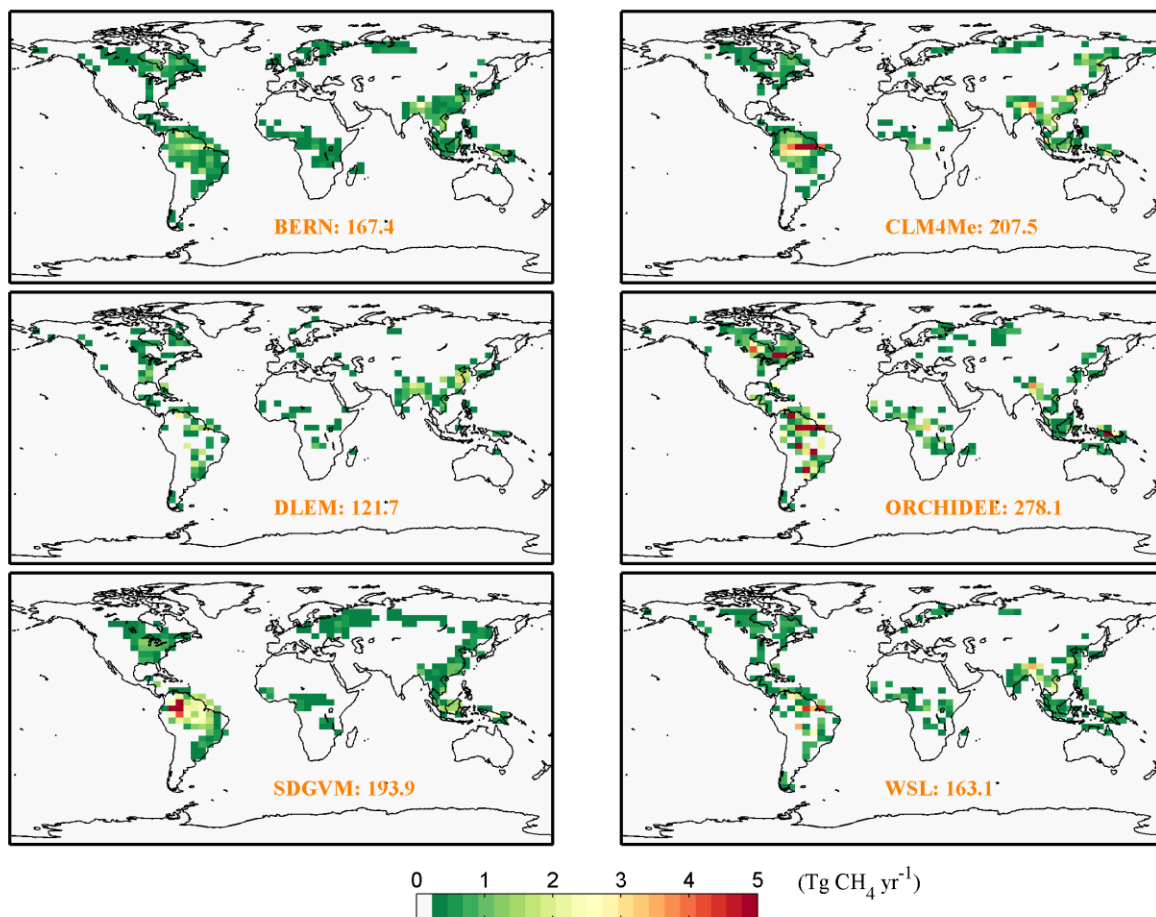 BERN: 167.4
CLM4Me: 207.5
DLEM: 121.7
ORCHIDEE: 278.1
SDGVM: 193.9
WSL: 163.1
0 1 2 3 4 5 (Tg CH₄ yr⁻¹)